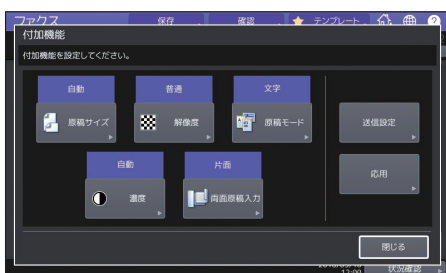 ファクス 保存 確認 テンプレート
付加機能
付加機能を設定してください。
自動 普通 文字
原稿サイズ 解像度 原稿モード 送信設定
自動 片面
濃度 両面原稿入力 応用
閉じる
状況確認